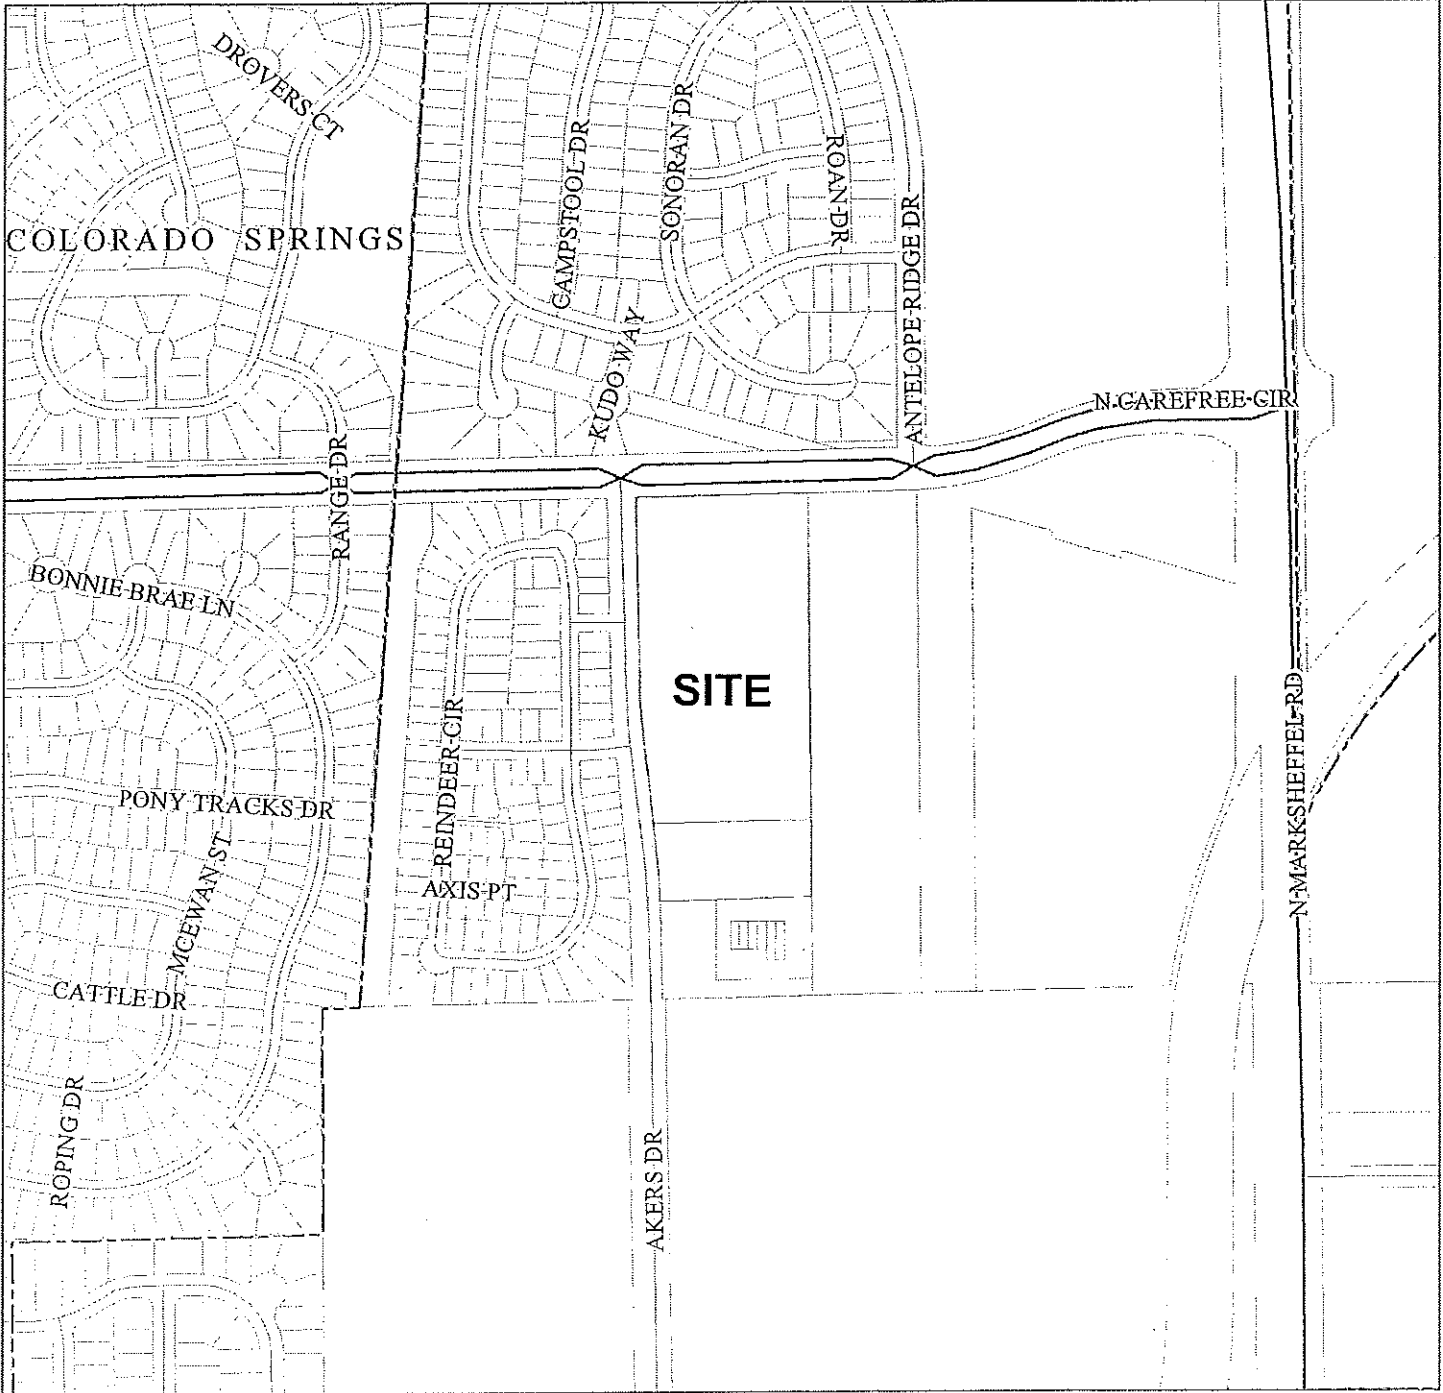 DROVERS CT
CAMPSTOOL DR
SONORAN DR
ROAN DR
ANTELOPE RIDGE DR
COLORADO SPRINGS
KUDO WAY
N CAREFREE CIR
RANGE DR
BONNIE BRAE LN
SITE
REINDEER CIR
N MARKSHEFFEL RD
PONY TRACKS DR
MCEWAN ST
AXIS PT
CATTLE DR
ROPING DR
AKERS DR